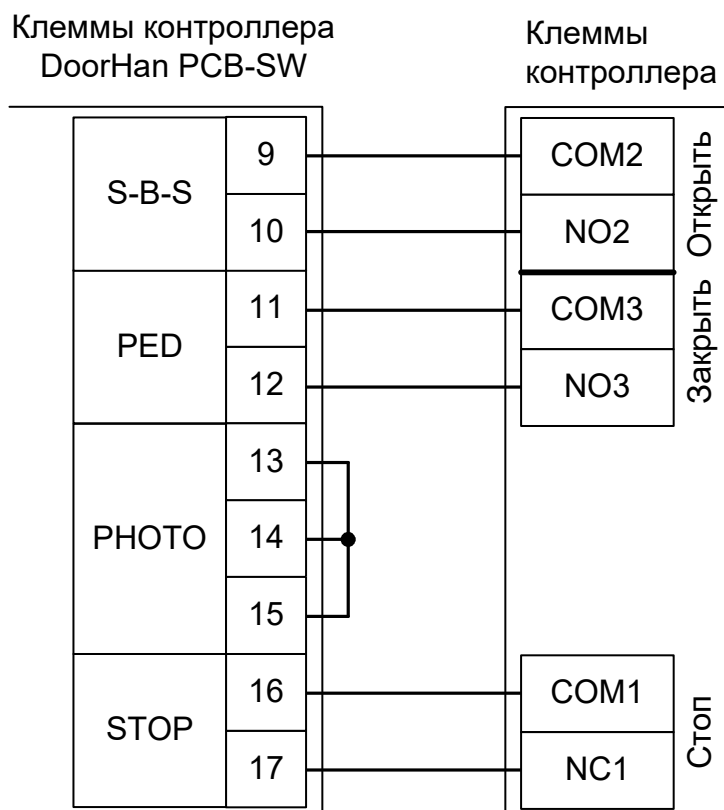 Клеммы контроллера
DoorHan PCB-SW
Клеммы
контроллера
S-B-S
9
COM2
Открыть
10
NO2
PED
11
COM3
Закрыть
12
NO3
PHOTO
13
14
15
STOP
16
COM1
Стоп
17
NC1